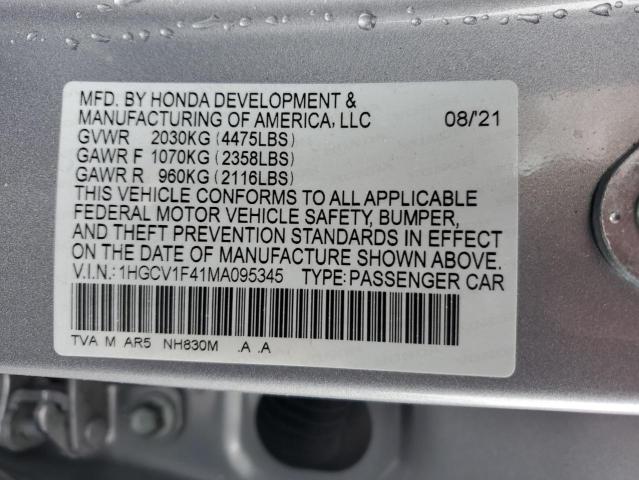 MFD. BY HONDA DEVELOPMENT &
MANUFACTURING OF AMERICA, LLC 08/'21
GVWR 2030KG (4475LBS)
GAWR F 1070KG (2358LBS)
GAWR R 960KG (2116LBS)
THIS VEHICLE CONFORMS TO ALL APPLICABLE
FEDERAL MOTOR VEHICLE SAFETY, BUMPER,
AND THEFT PREVENTION STANDARDS IN EFFECT
ON THE DATE OF MANUFACTURE SHOWN ABOVE.
V.I.N.:1HGCV1F41MA095345 TYPE:PASSENGER CAR
TVA M AR5 NH830M .A .A